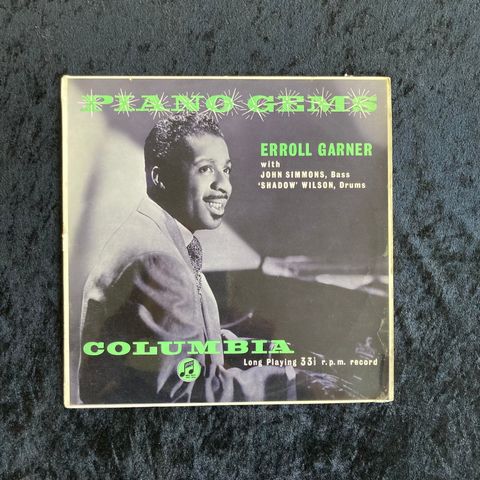 PIANO GEMS
ERROLL GARNER
with
JOHN SIMMONS, Bass
'SHADOW' WILSON, Drums
COLUMBIA
Long Playing 33⅓ r.p.m. record